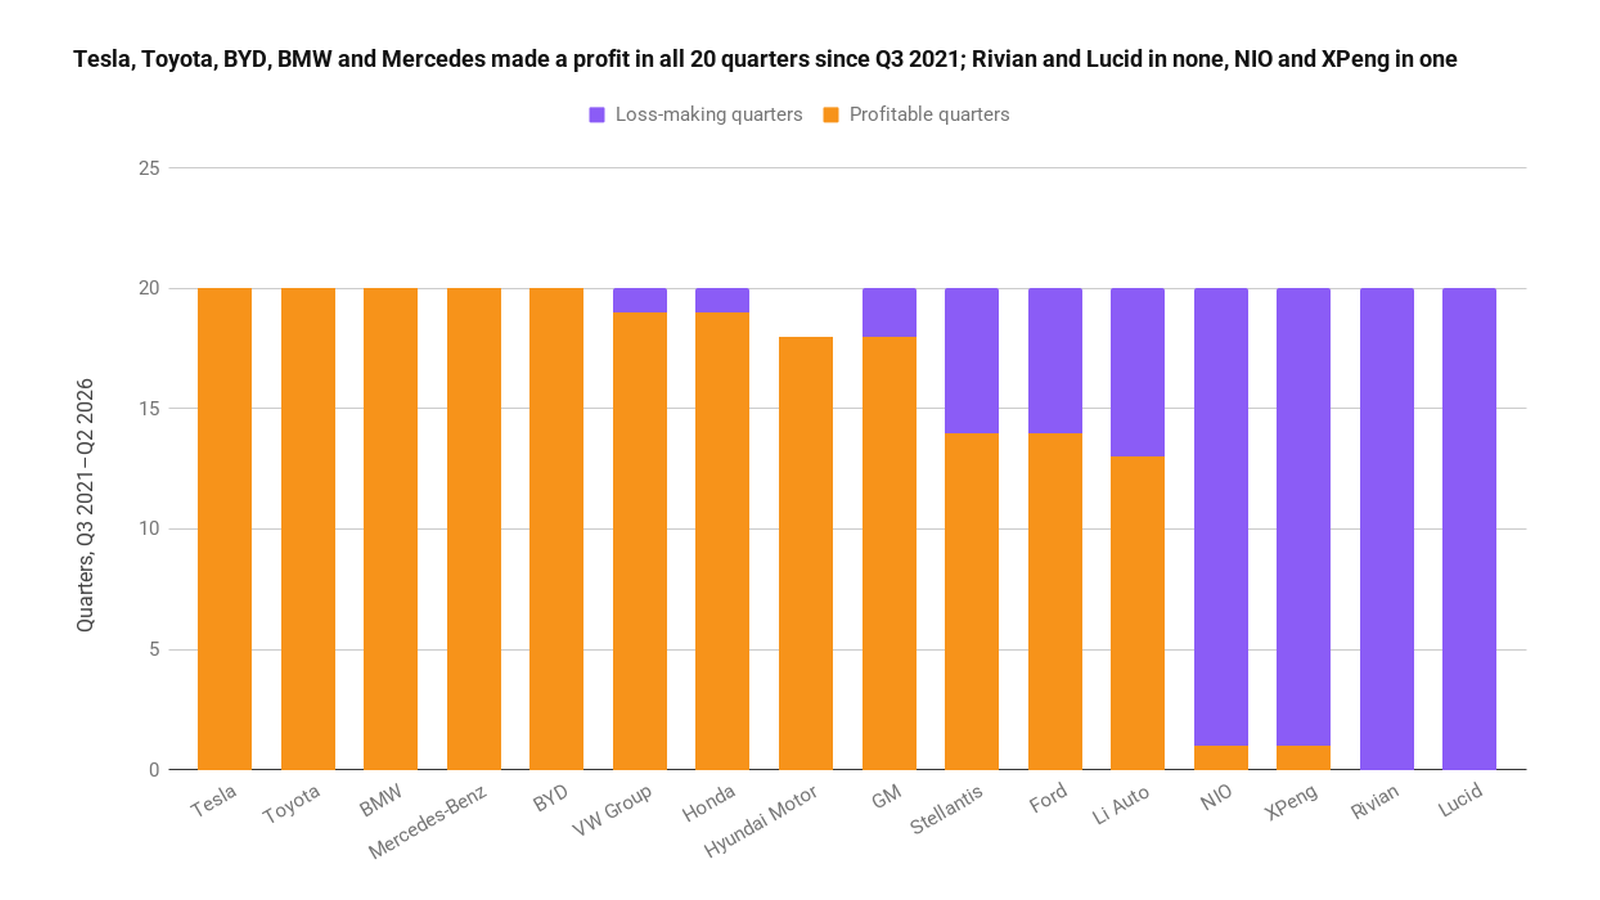 Tesla, Toyota, BYD, BMW and Mercedes made a profit in all 20 quarters since Q3 2021; Rivian and Lucid in none, NIO and XPeng in one
Loss-making quarters
Profitable quarters
Quarters, Q3 2021–Q2 2026
25
20
15
10
5
0
Tesla
Toyota
BMW
Mercedes-Benz
BYD
VW Group
Honda
Hyundai Motor
GM
Stellantis
Ford
Li Auto
NIO
XPeng
Rivian
Lucid